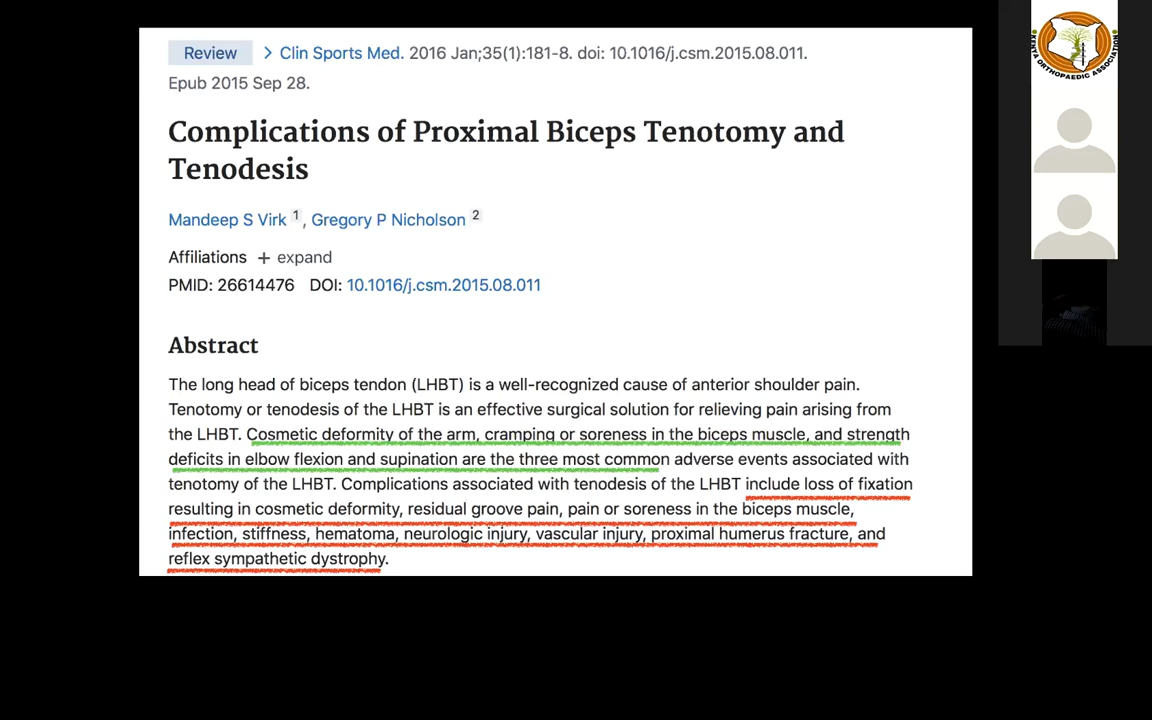 Review > Clin Sports Med. 2016 Jan;35(1):181-8. doi: 10.1016/j.csm.2015.08.011.
Epub 2015 Sep 28.
Complications of Proximal Biceps Tenotomy and
Tenodesis
Mandeep S Virk 1, Gregory P Nicholson 2
Affiliations + expand
PMID: 26614476 DOI: 10.1016/j.csm.2015.08.011
Abstract
The long head of biceps tendon (LHBT) is a well-recognized cause of anterior shoulder pain.
Tenotomy or tenodesis of the LHBT is an effective surgical solution for relieving pain arising from
the LHBT. Cosmetic deformity of the arm, cramping or soreness in the biceps muscle, and strength
deficits in elbow flexion and supination are the three most common adverse events associated with
tenotomy of the LHBT. Complications associated with tenodesis of the LHBT include loss of fixation
resulting in cosmetic deformity, residual groove pain, pain or soreness in the biceps muscle,
infection, stiffness, hematoma, neurologic injury, vascular injury, proximal humerus fracture, and
reflex sympathetic dystrophy.
KENYA ORTHOPAEDIC ASSOCIATION